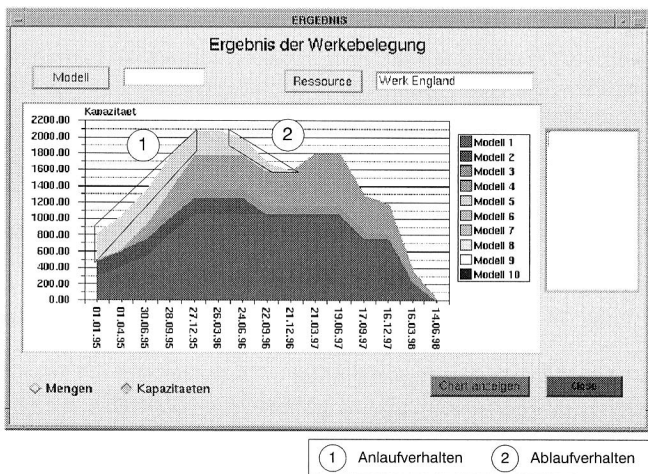 ERGEBNIS
Ergebnis der Werkebelegung
Modell
Ressource
Werk England
Kapazitaet
2200.00
2000.00
1800.00
1600.00
1400.00
1200.00
1000.00
800.00
600.00
400.00
200.00
0.00
1
2
01.01.95
01.04.95
30.06.95
28.09.95
27.12.95
26.03.96
24.06.96
22.09.96
21.12.96
21.03.97
19.06.97
17.09.97
16.12.97
16.03.98
14.06.98
Modell 1
Modell 2
Modell 3
Modell 4
Modell 5
Modell 6
Modell 7
Modell 8
Modell 9
Modell 10
Mengen
Kapazitaeten
Chart anzeigen
Close
1 Anlaufverhalten
2 Ablaufverhalten